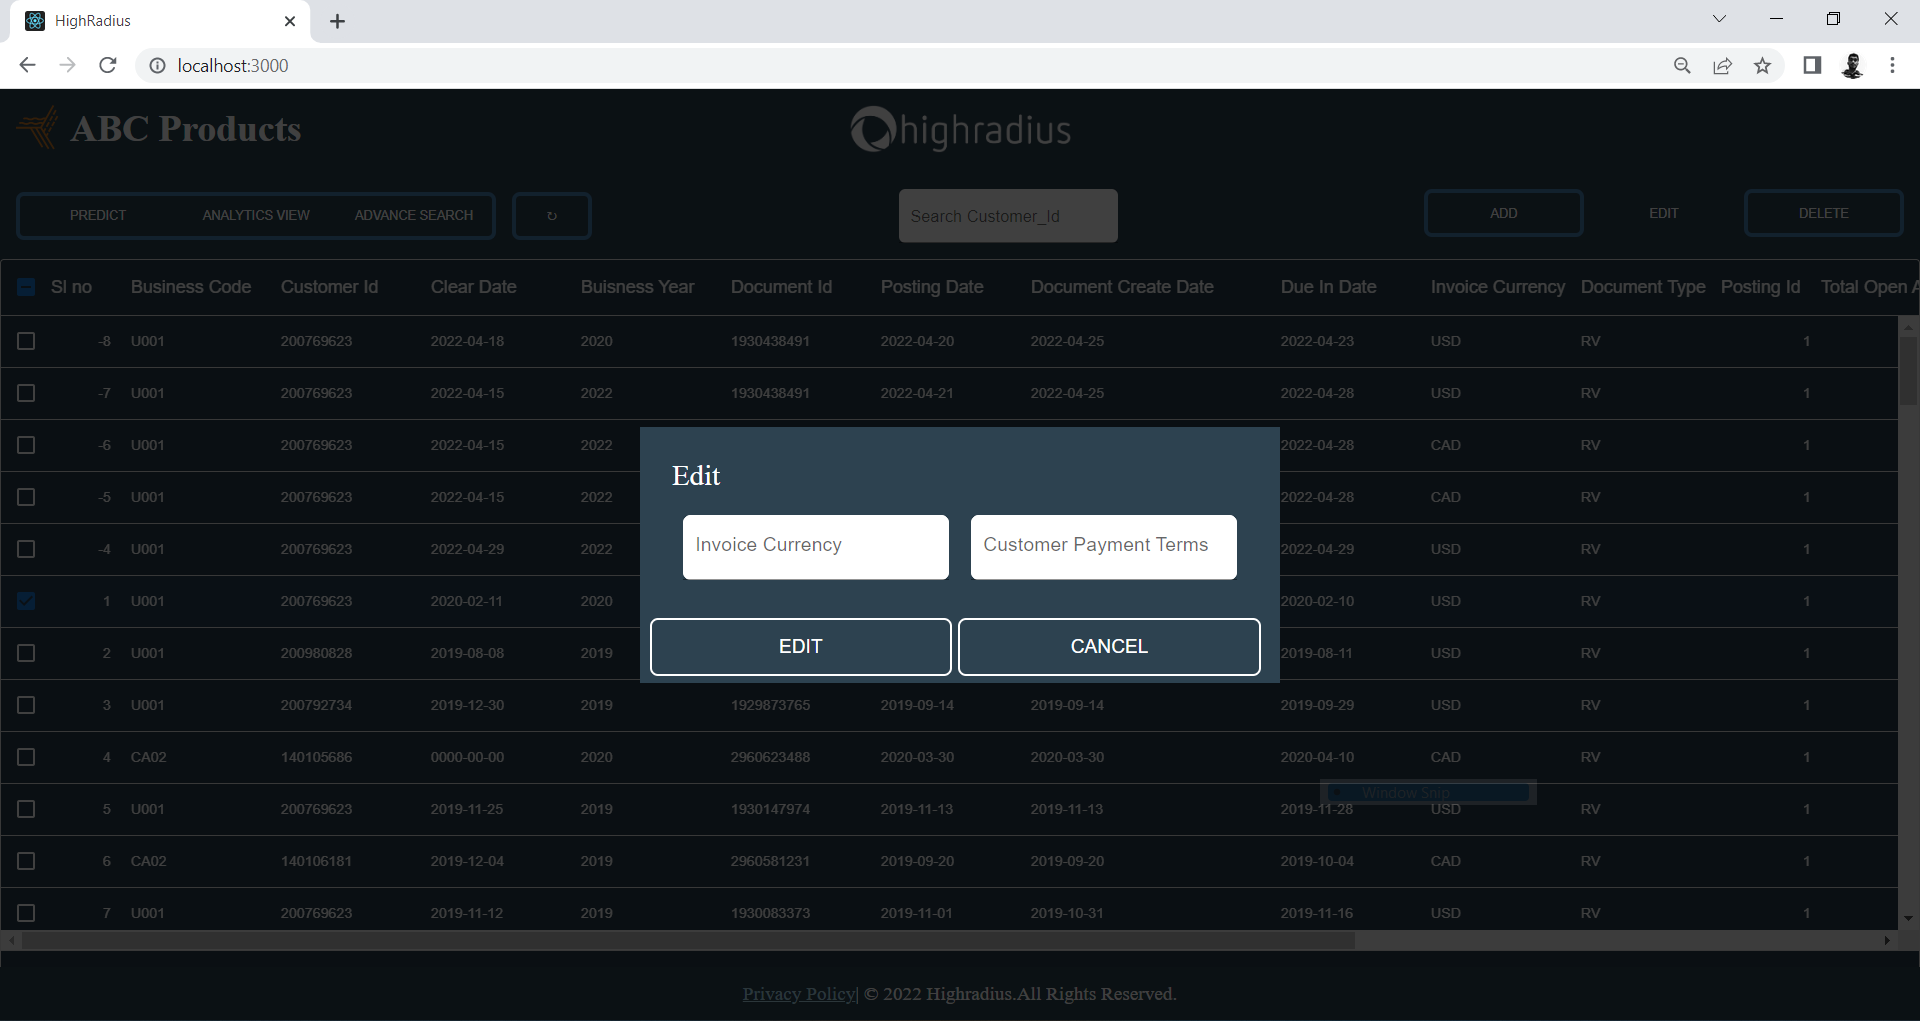 HighRadius
localhost:3000
ABC Products
highradius
PREDICT ANALYTICS VIEW ADVANCE SEARCH
Search Customer_Id
ADD EDIT DELETE
Sl no Business Code Customer Id Clear Date Buisness Year Document Id Posting Date Document Create Date Due In Date Invoice Currency Document Type Posting Id Total Open A
-8 U001 200769623 2022-04-18 2020 1930438491 2022-04-20 2022-04-25 2022-04-23 USD RV 1
-7 U001 200769623 2022-04-15 2022 1930438491 2022-04-21 2022-04-25 2022-04-28 USD RV 1
-6 U001 200769623 2022-04-15 2022 2022-04-28 CAD RV 1
-5 U001 200769623 2022-04-15 2022 2022-04-28 CAD RV 1
-4 U001 200769623 2022-04-29 2022 2022-04-29 USD RV 1
1 U001 200769623 2020-02-11 2020 2020-02-10 USD RV 1
2 U001 200980828 2019-08-08 2019 2019-08-11 USD RV 1
3 U001 200792734 2019-12-30 2019 1929873765 2019-09-14 2019-09-14 2019-09-29 USD RV 1
4 CA02 140105686 0000-00-00 2020 2960623488 2020-03-30 2020-03-30 2020-04-10 CAD RV 1
5 U001 200769623 2019-11-25 2019 1930147974 2019-11-13 2019-11-13 2019-11-28 USD RV 1
6 CA02 140106181 2019-12-04 2019 2960581231 2019-09-20 2019-09-20 2019-10-04 CAD RV 1
7 U001 200769623 2019-11-12 2019 1930083373 2019-11-01 2019-10-31 2019-11-16 USD RV 1
Edit
Invoice Currency
Customer Payment Terms
EDIT CANCEL
Window Snip
Privacy Policy| © 2022 Highradius.All Rights Reserved.